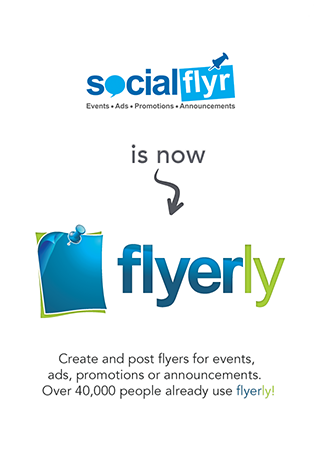 socialflyr
Events • Ads • Promotions • Announcements
is now
flyerly
Create and post flyers for events,
ads, promotions or announcements.
Over 40,000 people already use flyerly!